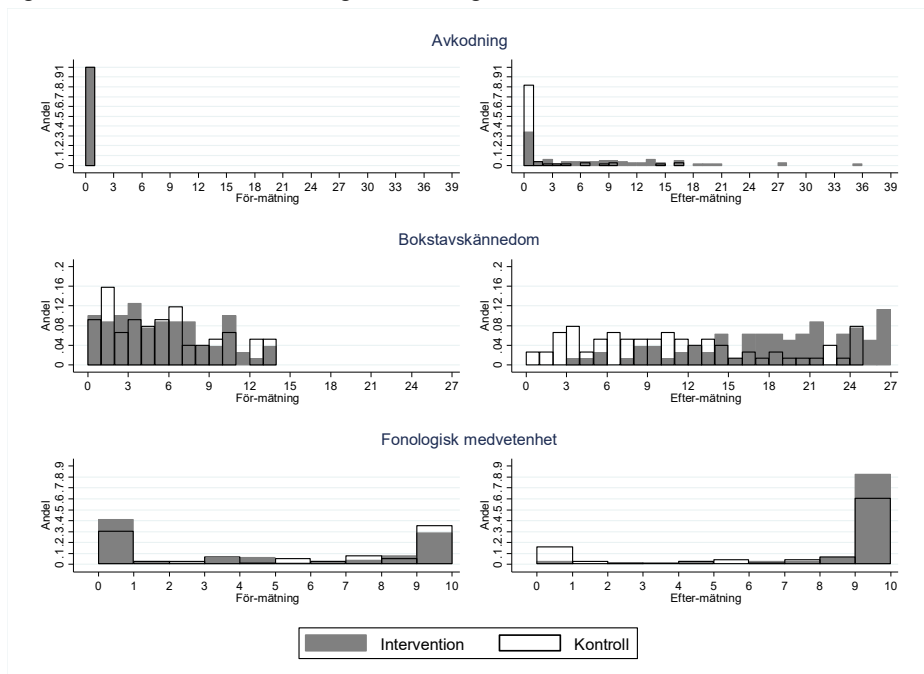 Avkodning
Andel
0 .1 .2 .3 .4 .5 .6 .7 .8 .9 1
0 3 6 9 12 15 18 21 24 27 30 33 36 39
För-mätning
Andel
0 .1 .2 .3 .4 .5 .6 .7 .8 .9 1
0 3 6 9 12 15 18 21 24 27 30 33 36 39
Efter-mätning
Bokstavskännedom
Andel
0 .04 .08 .12 .16 .2
0 3 6 9 12 15 18 21 24 27
För-mätning
Andel
0 .04 .08 .12 .16 .2
0 3 6 9 12 15 18 21 24 27
Efter-mätning
Fonologisk medvetenhet
Andel
0 .1 .2 .3 .4 .5 .6 .7 .8 .9
0 1 2 3 4 5 6 7 8 9 10
För-mätning
Andel
0 .1 .2 .3 .4 .5 .6 .7 .8 .9
0 1 2 3 4 5 6 7 8 9 10
Efter-mätning
Intervention Kontroll